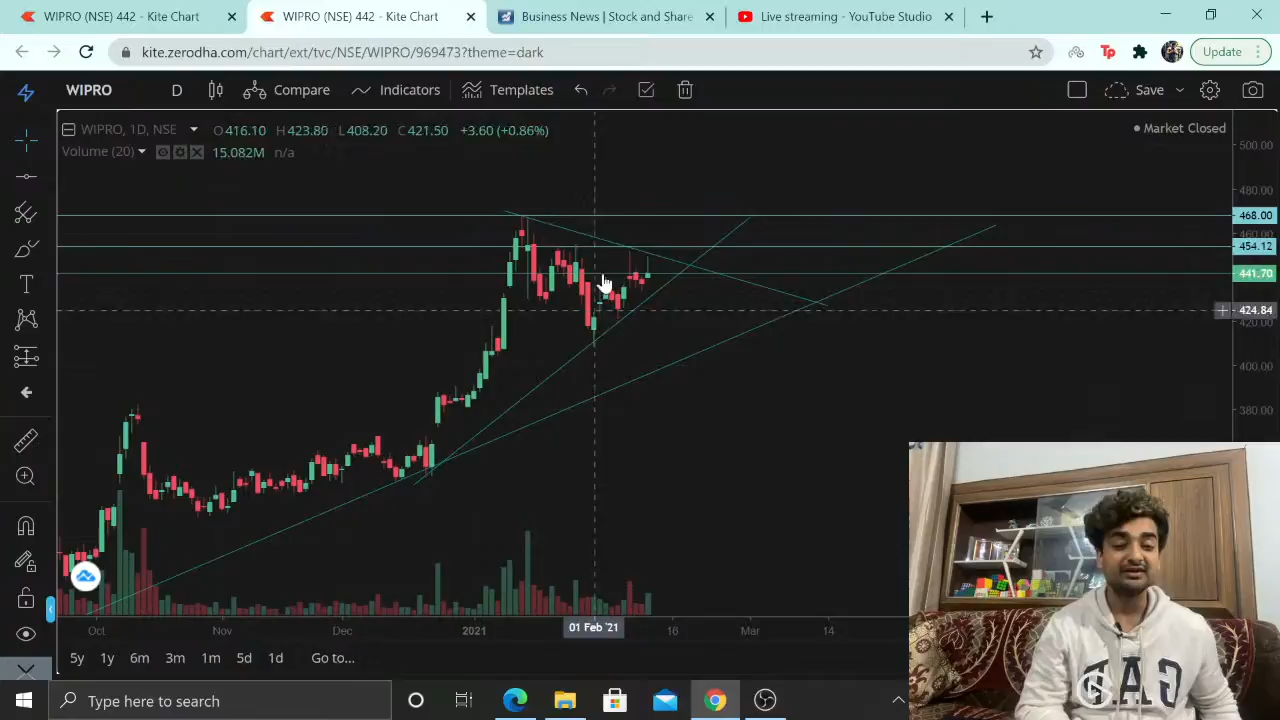 WIPRO (NSE) 442 - Kite Chart
WIPRO (NSE) 442 - Kite Chart
Business News | Stock and Share
Live streaming - YouTube Studio
kite.zerodha.com/chart/ext/tvc/NSE/WIPRO/969473?theme=dark
Tp
Update
WIPRO
D
Compare
Indicators
Templates
Save
WIPRO, 1D, NSE
O416.10 H423.80 L408.20 C421.50 +3.60 (+0.86%)
Market Closed
Volume (20)
15.082M n/a
500.00
480.00
468.00
460.00
454.12
441.70
424.84
420.00
400.00
380.00
Oct
Nov
Dec
2021
01 Feb '21
16
Mar
14
5y 1y 6m 3m 1m 5d 1d Go to...
GAP
Type here to search